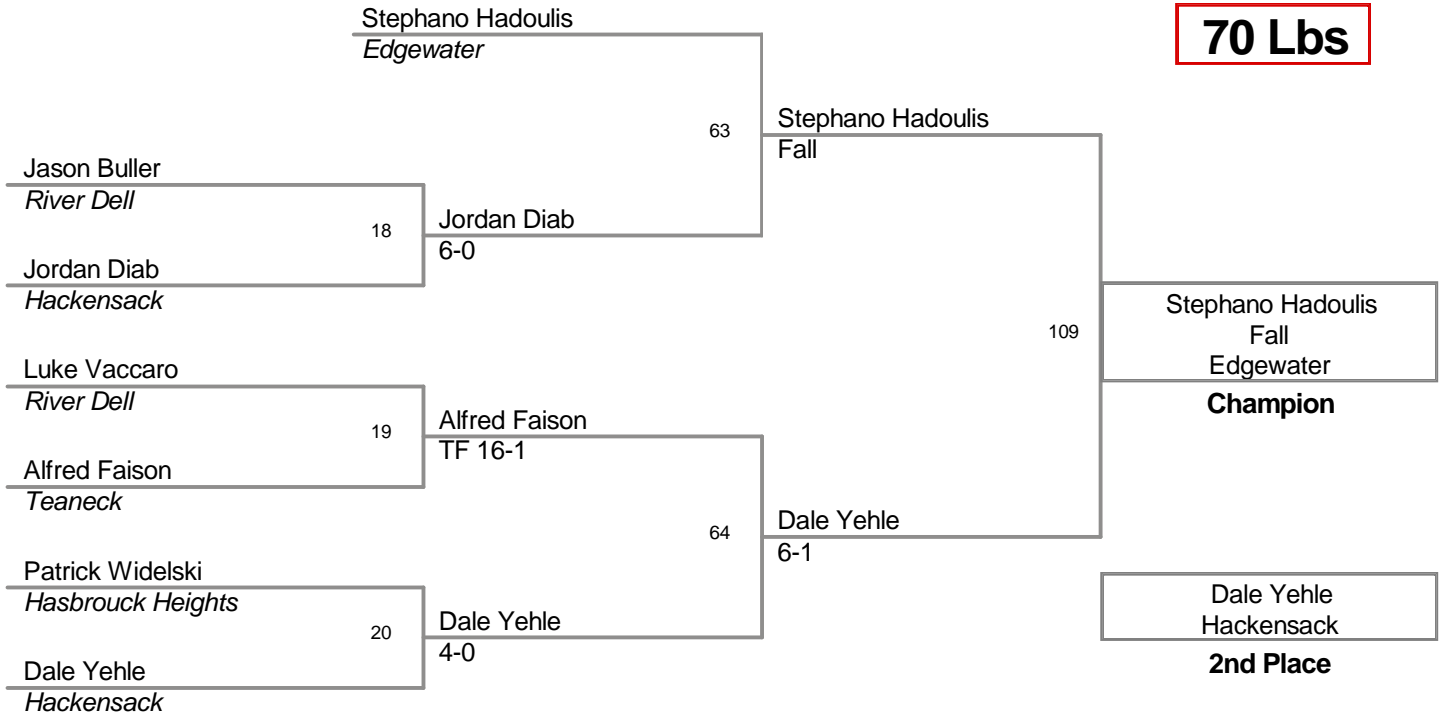 Stephano Hadoulis
Edgewater
70 Lbs
63
Stephano Hadoulis
Fall
Jason Buller
River Dell
18
Jordan Diab
6-0
Jordan Diab
Hackensack
109
Stephano Hadoulis
Fall
Edgewater
Champion
Luke Vaccaro
River Dell
19
Alfred Faison
TF 16-1
Alfred Faison
Teaneck
64
Dale Yehle
6-1
Patrick Widelski
Hasbrouck Heights
20
Dale Yehle
4-0
Dale Yehle
Hackensack
Dale Yehle
Hackensack
2nd Place